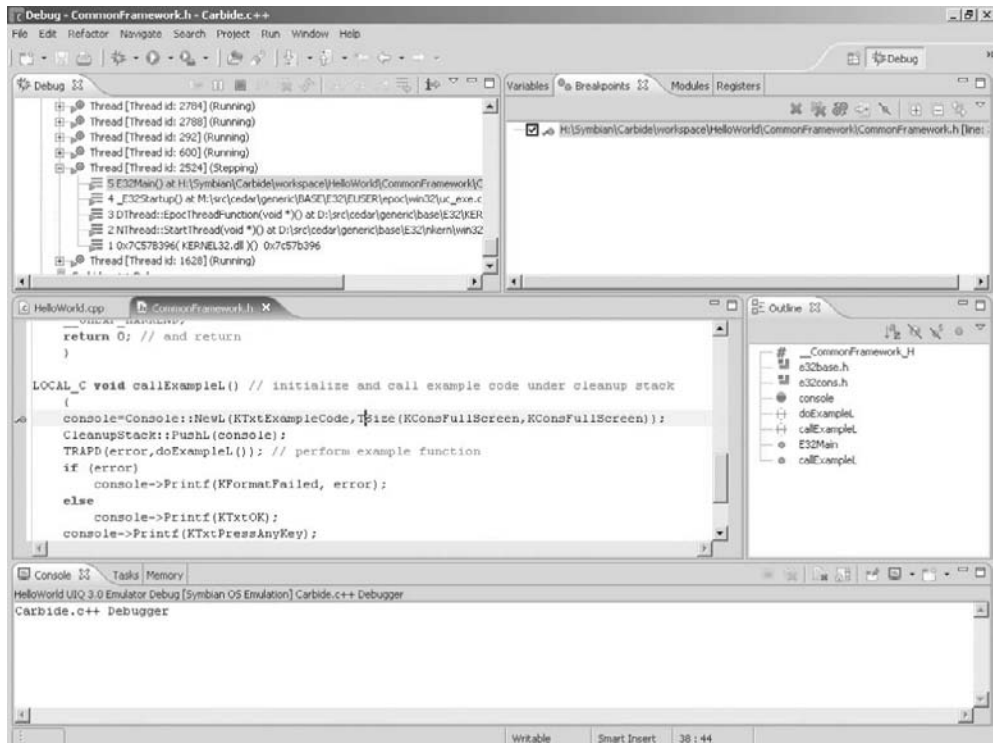 Debug - CommonFramework.h - Carbide.c++
File Edit Refactor Navigate Search Project Run Window Help
Debug
Debug
Thread [Thread id: 2784] (Running)
Thread [Thread id: 2788] (Running)
Thread [Thread id: 292] (Running)
Thread [Thread id: 600] (Running)
Thread [Thread id: 2524] (Stepping)
5 E32Main() at H:\Symbian\Carbide\workspace\HelloWorld\CommonFramework\C
4 _E32Startup() at M:\src\cedar\generic\BASE\E32\EUSER\epoc\win32\uc_exe.c
3 DThread::EpocThreadFunction(void *)() at D:\src\cedar\generic\base\E32\KER
2 NThread::StartThread(void *)() at D:\src\cedar\generic\base\E32\nkern\win32
1 0x7C57B396( KERNEL32.dll )() 0x7c57b396
Thread [Thread id: 1628] (Running)
Variables Breakpoints Modules Registers
H:\Symbian\Carbide\workspace\HelloWorld\CommonFramework\CommonFramework.h [line:
HelloWorld.cpp CommonFramework.h
return 0; // and return
}
LOCAL_C void callExampleL() // initialize and call example code under cleanup stack
{
console=Console::NewL(KTxtExampleCode,TSize(KConsFullScreen,KConsFullScreen));
CleanupStack::PushL(console);
TRAPD(error,doExampleL()); // perform example function
if (error)
console->Printf(KFormatFailed, error);
else
console->Printf(KTxtOK);
console->Printf(KTxtPressAnyKey);
Outline
__CommonFramework_H
e32base.h
e32cons.h
console
doExampleL
callExampleL
E32Main
callExampleL
Console Tasks Memory
HelloWorld UIQ 3.0 Emulator Debug [Symbian OS Emulation] Carbide.c++ Debugger
Carbide.c++ Debugger
Writable Smart Insert 38 : 44